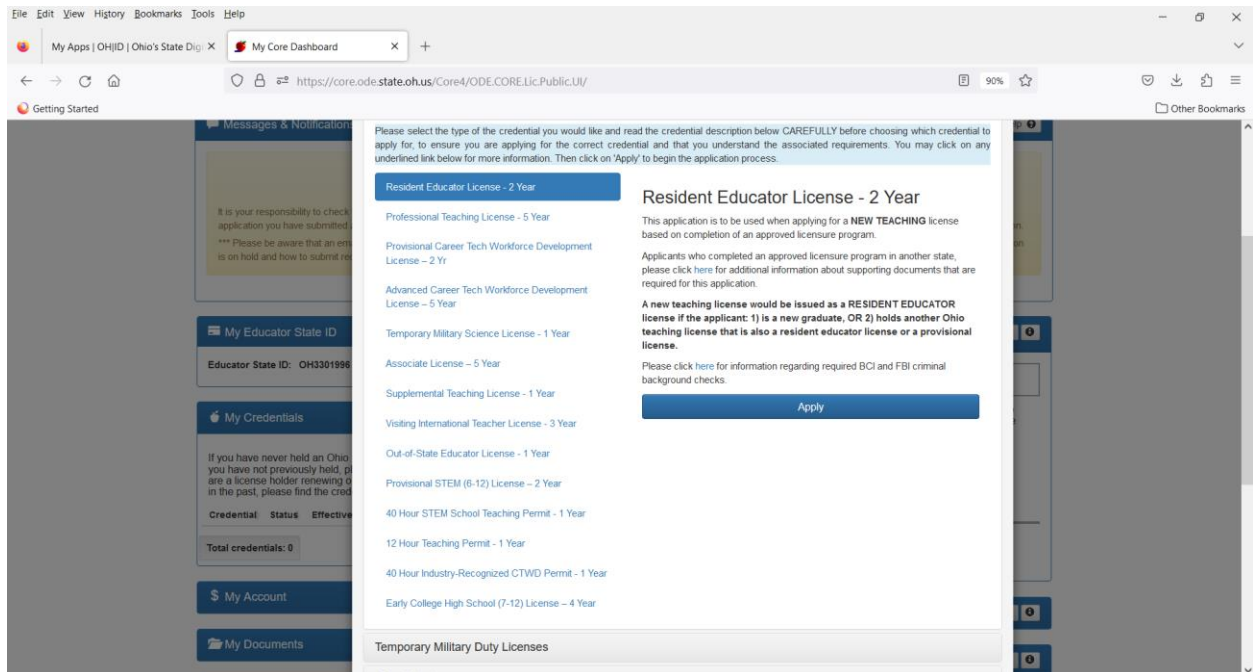 File Edit View History Bookmarks Tools Help
My Apps | OH|ID | Ohio's State Digi
My Core Dashboard
https://core.ode.state.oh.us/Core4/ODE.CORE.Lic.Public.UI/
90%
Getting Started
Other Bookmarks
Messages & Notification
It is your responsibility to check
application you have submitted
*** Please be aware that an em
is on hold and how to submit re
My Educator State ID
Educator State ID: OH3301996
My Credentials
If you have never held an Ohio
you have not previously held, pl
are a license holder renewing o
in the past, please find the cred
Credential Status Effective
Total credentials: 0
$ My Account
My Documents
Please select the type of the credential you would like and read the credential description below CAREFULLY before choosing which credential to
apply for, to ensure you are applying for the correct credential and that you understand the associated requirements. You may click on any
underlined link below for more information. Then click on 'Apply' to begin the application process.
Resident Educator License - 2 Year
Professional Teaching License - 5 Year
Provisional Career Tech Workforce Development
License – 2 Yr
Advanced Career Tech Workforce Development
License – 5 Year
Temporary Military Science License - 1 Year
Associate License – 5 Year
Supplemental Teaching License - 1 Year
Visiting International Teacher License - 3 Year
Out-of-State Educator License - 1 Year
Provisional STEM (6-12) License – 2 Year
40 Hour STEM School Teaching Permit - 1 Year
12 Hour Teaching Permit - 1 Year
40 Hour Industry-Recognized CTWD Permit - 1 Year
Early College High School (7-12) License – 4 Year
Resident Educator License - 2 Year
This application is to be used when applying for a NEW TEACHING license
based on completion of an approved licensure program.
Applicants who completed an approved licensure program in another state,
please click here for additional information about supporting documents that are
required for this application.
A new teaching license would be issued as a RESIDENT EDUCATOR
license if the applicant: 1) is a new graduate, OR 2) holds another Ohio
teaching license that is also a resident educator license or a provisional
license.
Please click here for information regarding required BCI and FBI criminal
background checks.
Apply
Temporary Military Duty Licenses